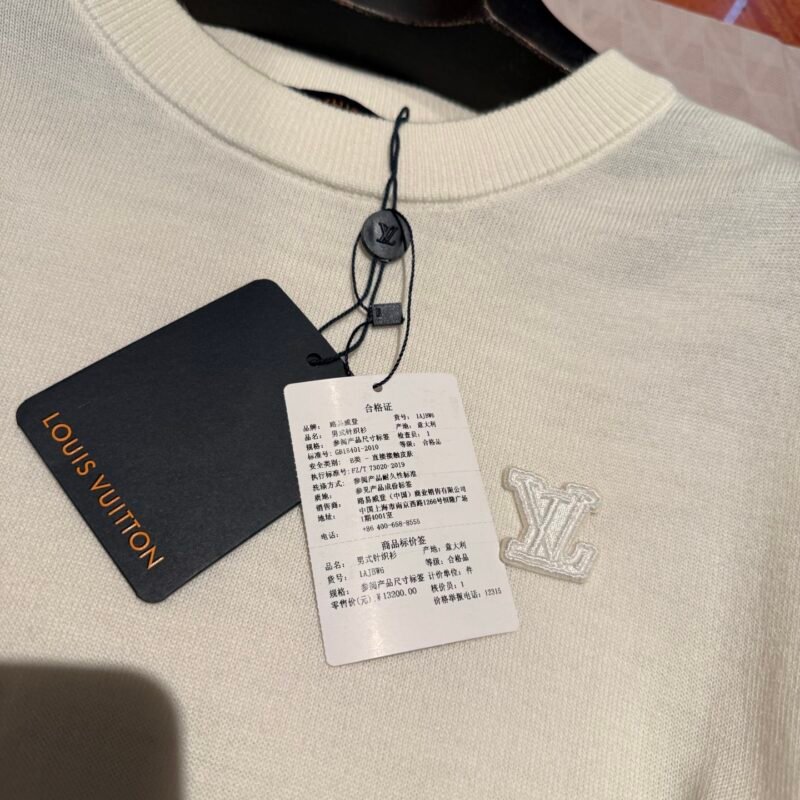 LOUIS VUITTON
合格证
品牌: 路易威登 货号: 1AJBW6
品名: 男式针织衫 产地: 意大利
规格: 参阅产品尺寸标签 检查员: 1
标准号: GB18401-2010 等级: 合格品
安全类别: B类 - 直接接触皮肤
执行标准号: FZ/T 73020-2019
洗涤方式: 参阅产品耐久性标签
质地: 参见产品成份标签
销售商: 路易威登(中国)商业销售有限公司
地址: 中国上海市南京西路1266号恒隆广场
1期4001室
电话: +86 400-658-8555
商品标价签
品名: 男式针织衫 产地: 意大利
货号: 1AJBW6 等级: 合格品
规格: 参阅产品尺寸标签 计价单位: 件
零售价(元): ¥13200.00 核价员: 1
价格举报电话: 12315
LV